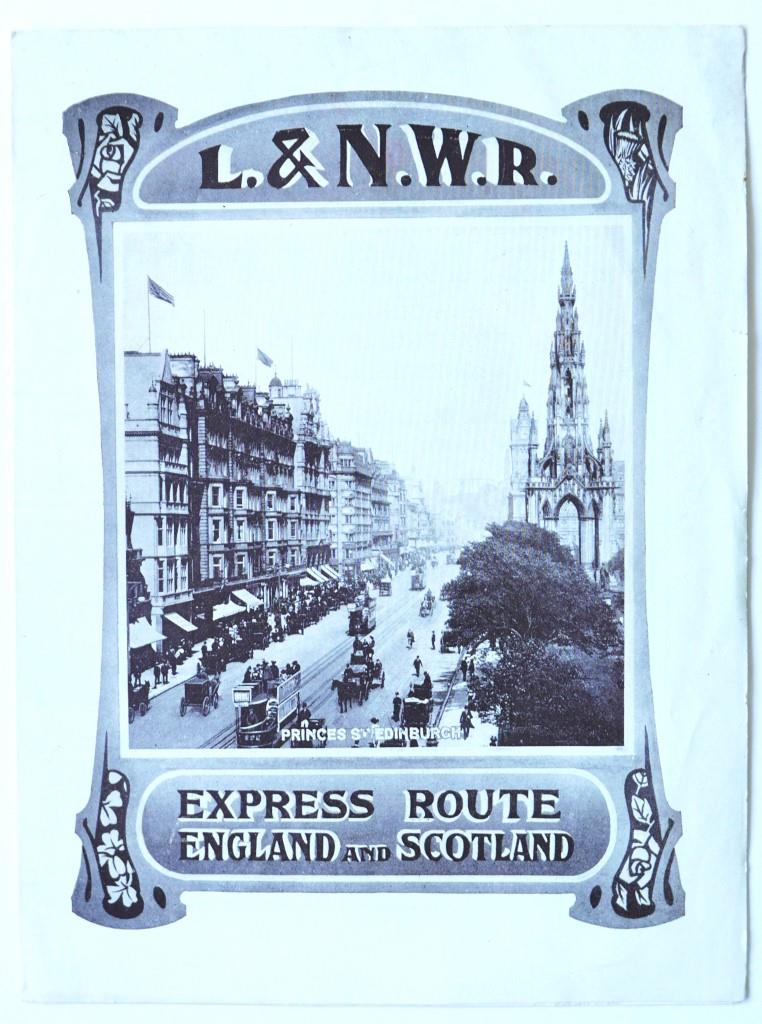 L. & N.W.R.
PRINCES ST EDINBURGH
EXPRESS ROUTE
ENGLAND AND SCOTLAND